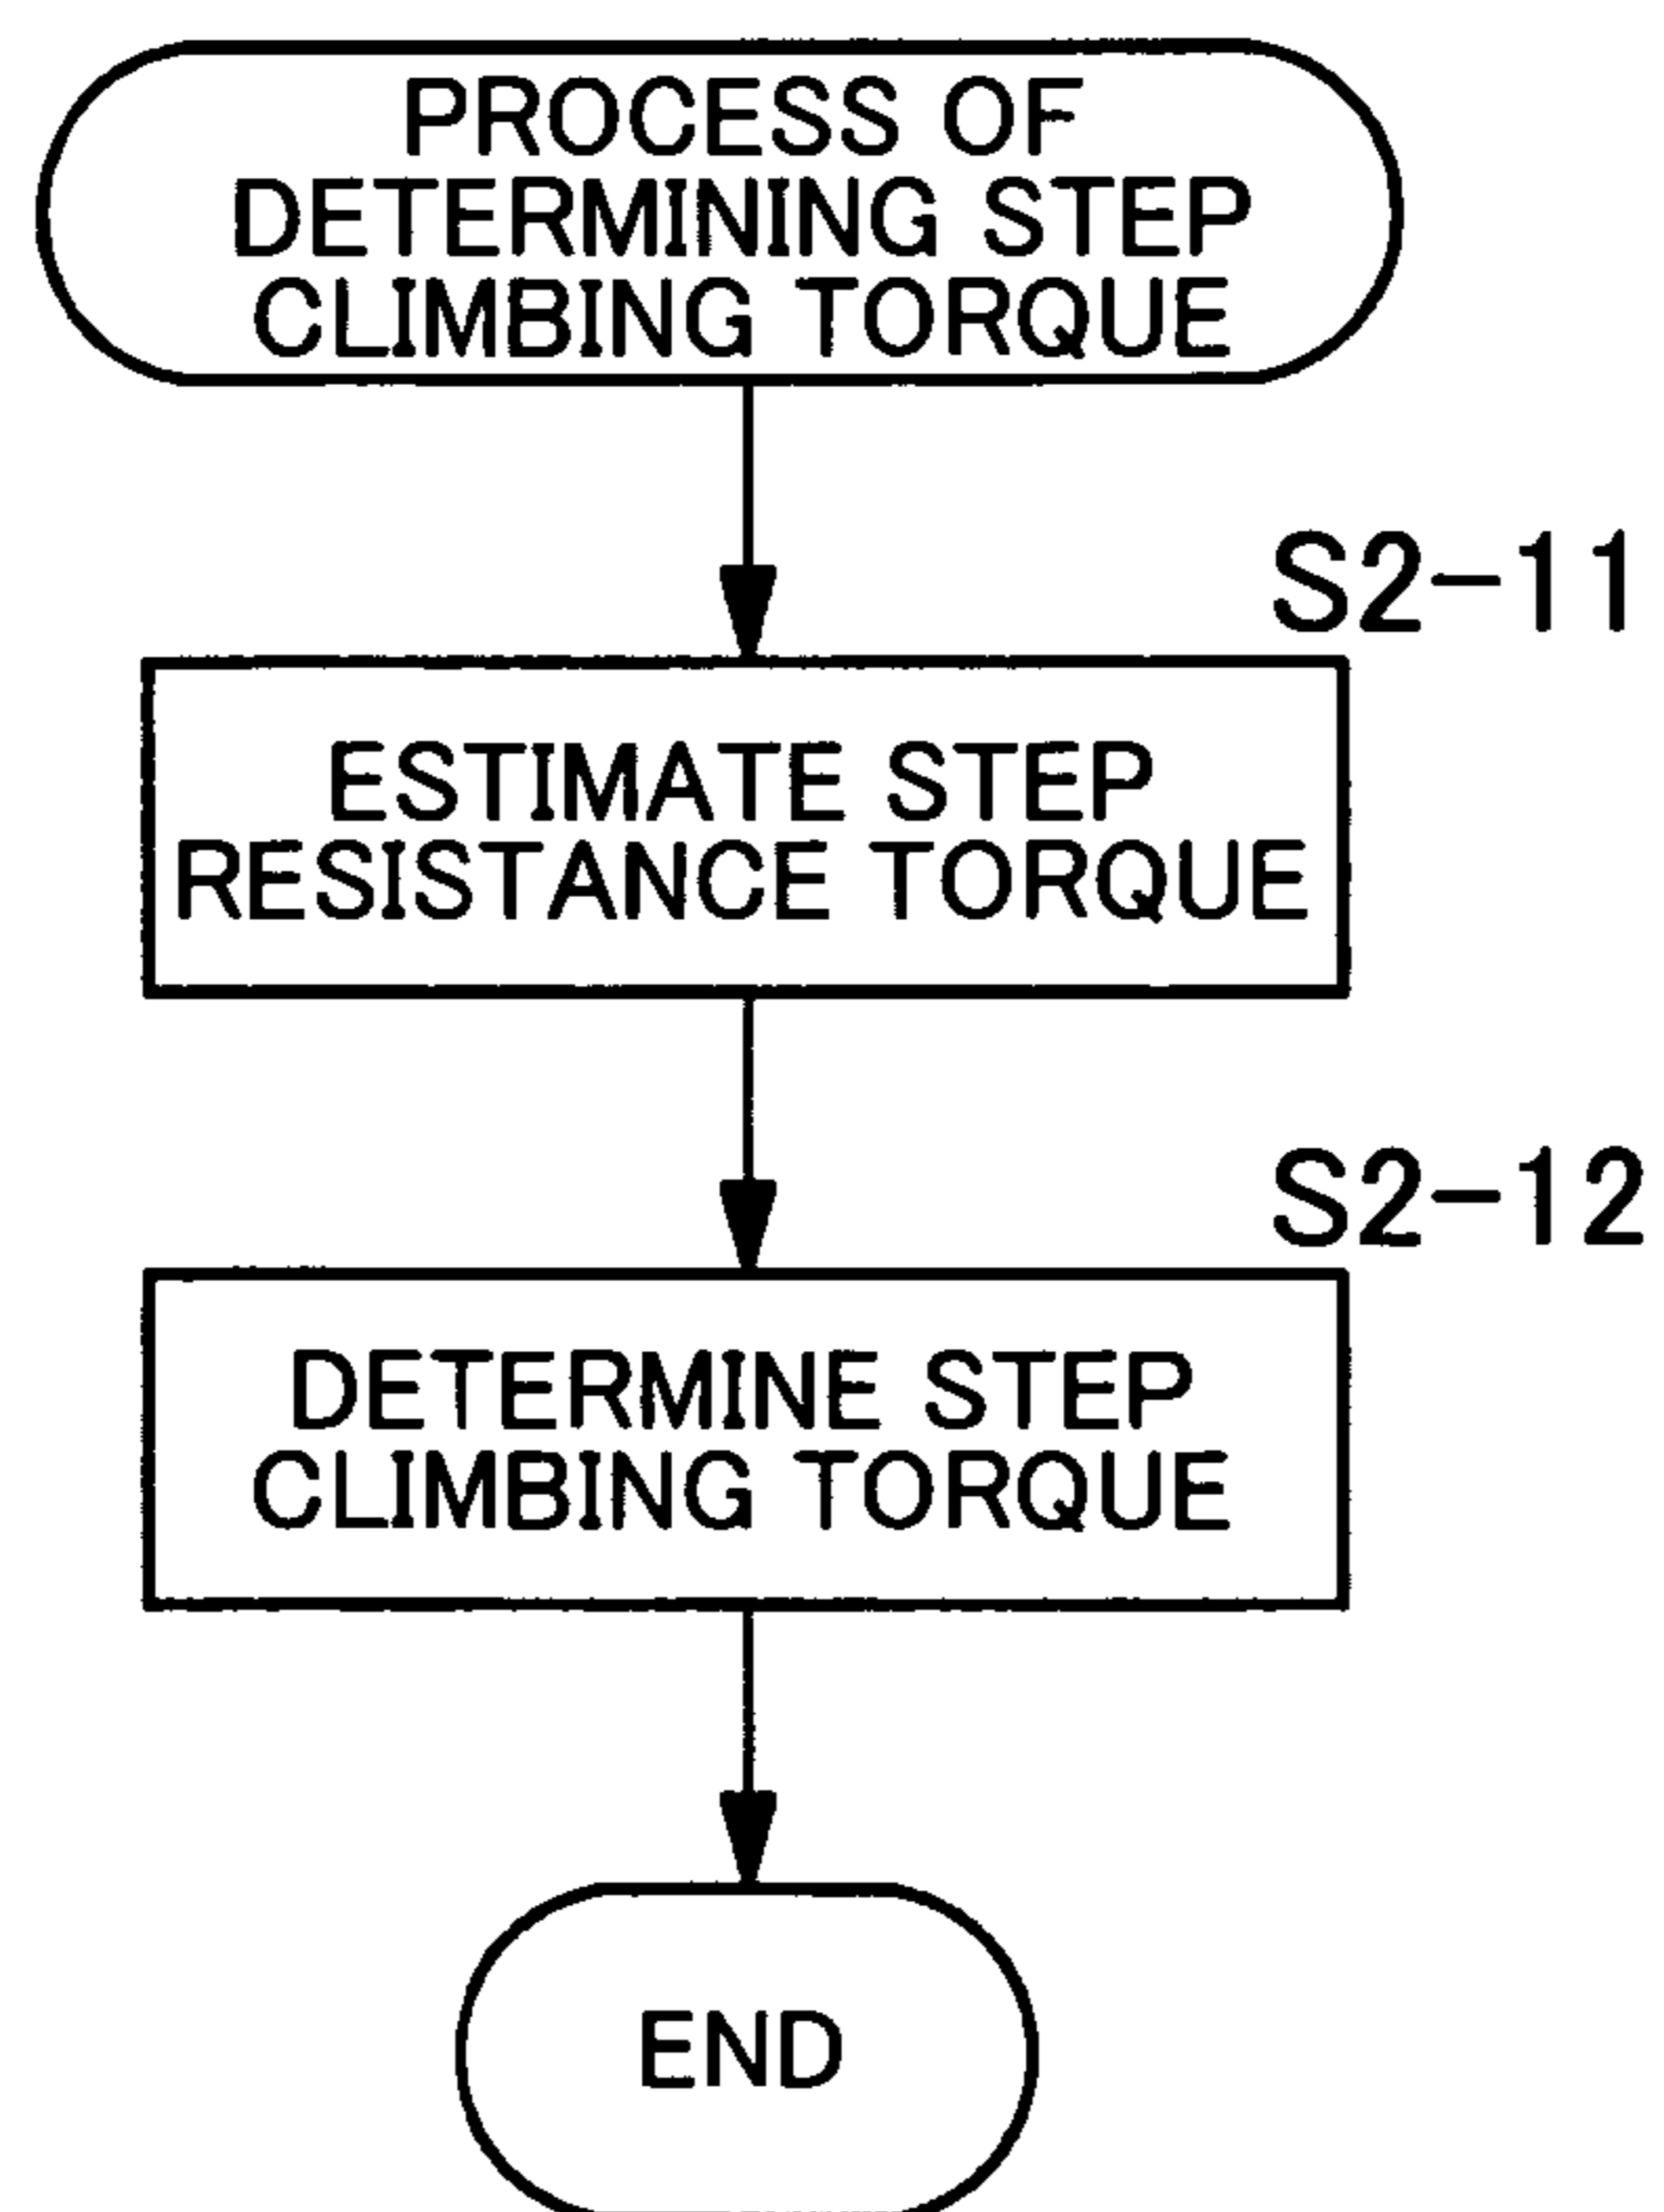 PROCESS OF
DETERMINING STEP
CLIMBING TORQUE
S2-11
ESTIMATE STEP
RESISTANCE TORQUE
S2-12
DETERMINE STEP
CLIMBING TORQUE
END